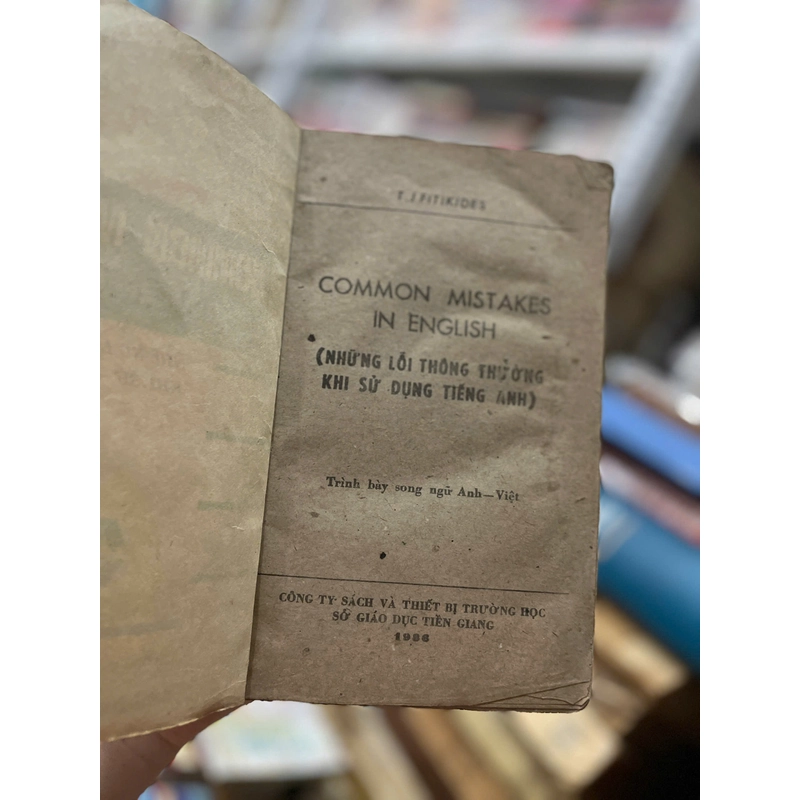 T. J. FITIKIDES
COMMON MISTAKES
IN ENGLISH
(NHỮNG LỖI THÔNG THƯỜNG
KHI SỬ DỤNG TIẾNG ANH)
Trình bày song ngữ Anh—Việt
CÔNG TY SÁCH VÀ THIẾT BỊ TRƯỜNG HỌC
SỞ GIÁO DỤC TIỀN GIANG
1986